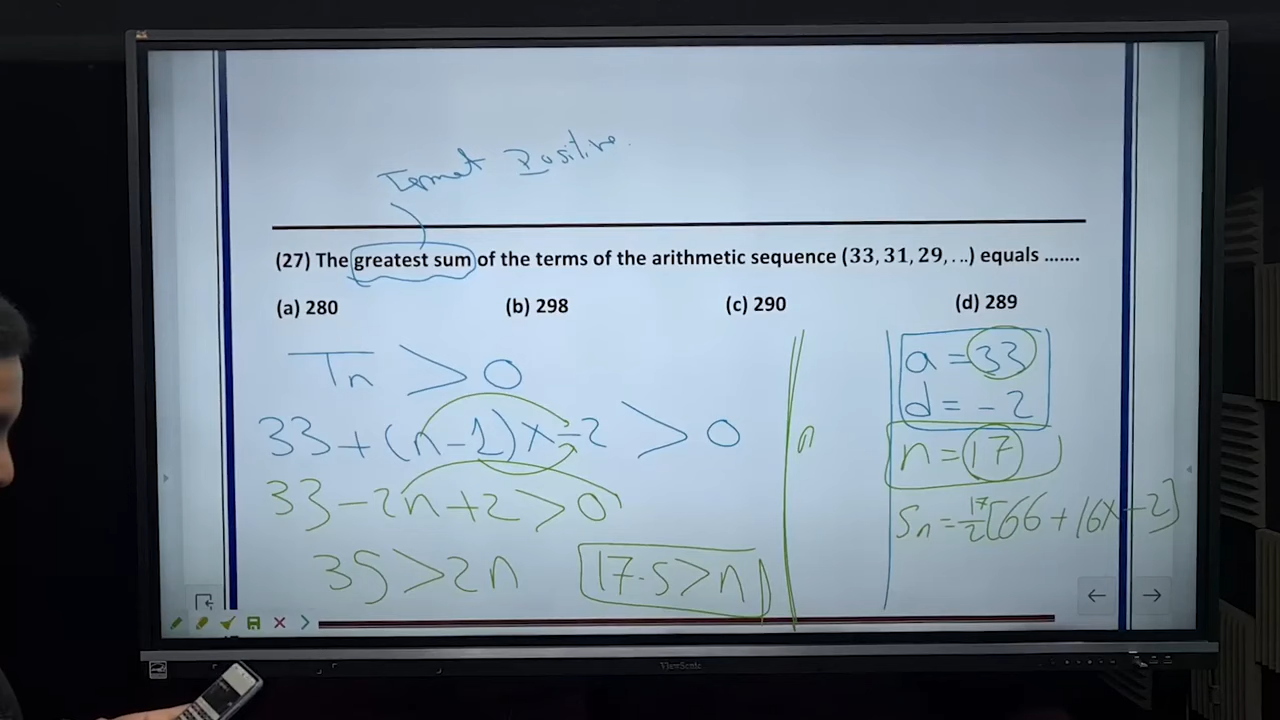 Positive
(27) The greatest sum of the terms of the arithmetic sequence (33, 31, 29, ...) equals .......
(a) 280 (b) 298 (c) 290 (d) 289
Tn > 0
33 + (n - 1) × -2 > 0
33 - 2n + 2 > 0
35 > 2n 17.5 > n
n
a = 33
d = -2
n = 17
Sn = 17/2 [66 + 16 × -2]
ViewSonic